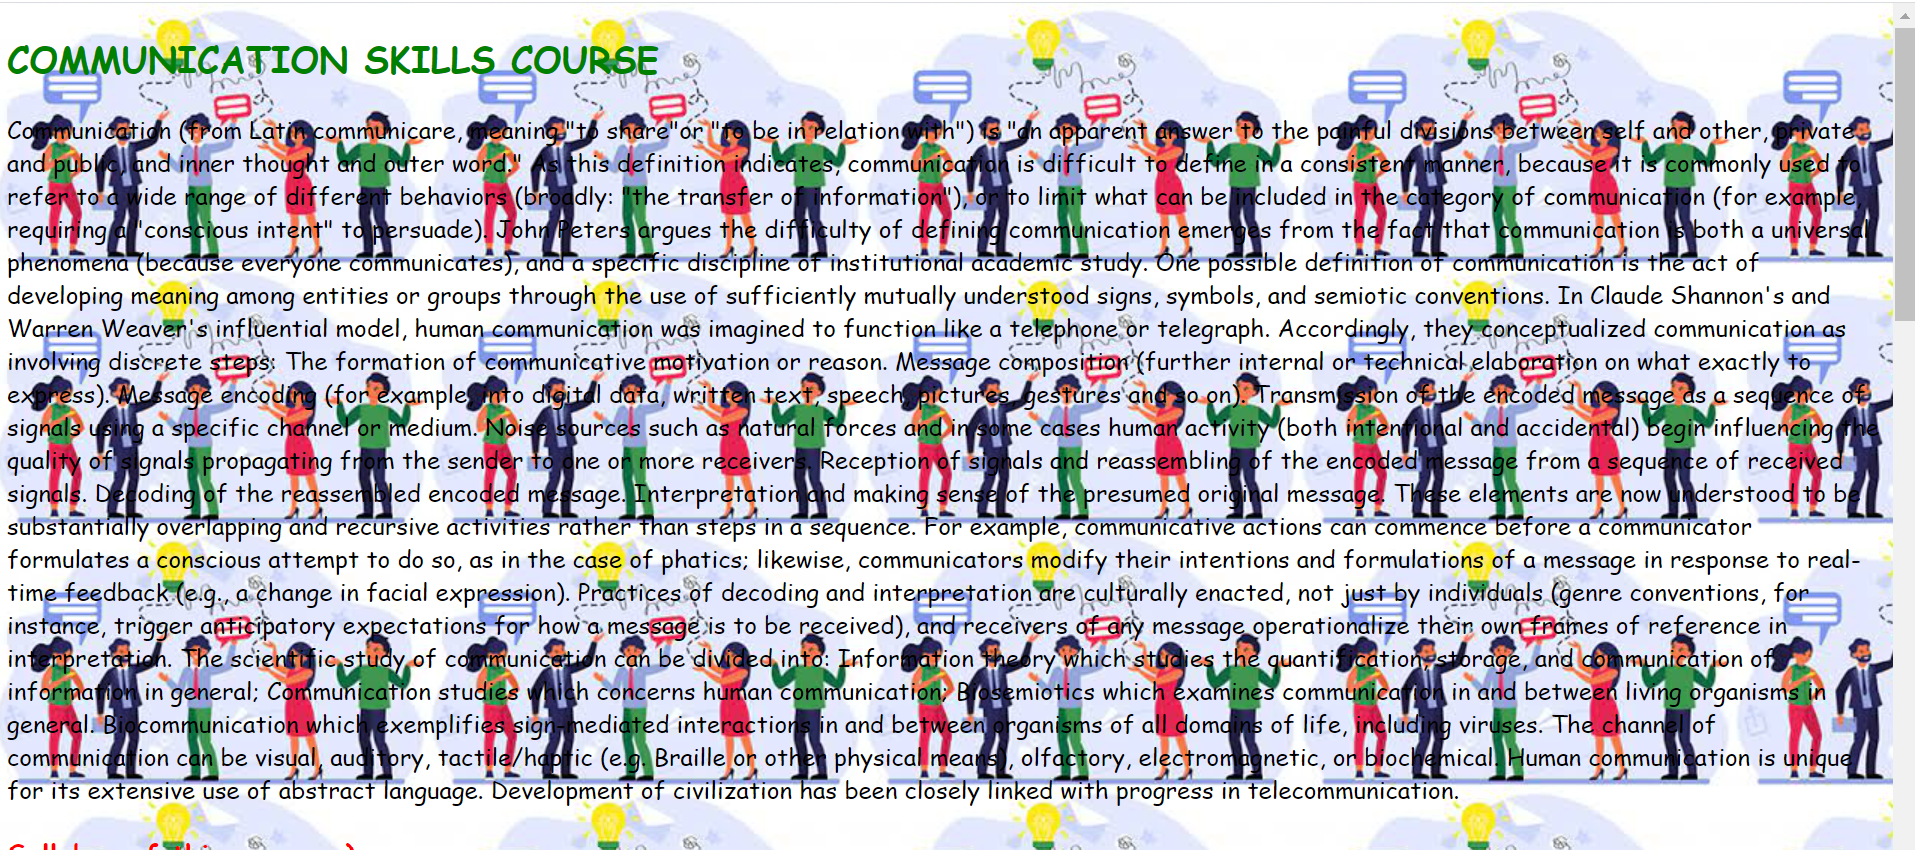 COMMUNICATION SKILLS COURSE
Communication (from Latin communicare, meaning "to share"or "to be in relation with") is "an apparent answer to the painful divisions between self and other, private
and public, and inner thought and outer word." As this definition indicates, communication is difficult to define in a consistent manner, because it is commonly used to
refer to a wide range of different behaviors (broadly: "the transfer of information"), or to limit what can be included in the category of communication (for example,
requiring a "conscious intent" to persuade). John Peters argues the difficulty of defining communication emerges from the fact that communication is both a universal
phenomena (because everyone communicates), and a specific discipline of institutional academic study. One possible definition of communication is the act of
developing meaning among entities or groups through the use of sufficiently mutually understood signs, symbols, and semiotic conventions. In Claude Shannon's and
Warren Weaver's influential model, human communication was imagined to function like a telephone or telegraph. Accordingly, they conceptualized communication as
involving discrete steps: The formation of communicative motivation or reason. Message composition (further internal or technical elaboration on what exactly to
express). Message encoding (for example, into digital data, written text, speech, pictures, gestures and so on). Transmission of the encoded message as a sequence of
signals using a specific channel or medium. Noise sources such as natural forces and in some cases human activity (both intentional and accidental) begin influencing the
quality of signals propagating from the sender to one or more receivers. Reception of signals and reassembling of the encoded message from a sequence of received
signals. Decoding of the reassembled encoded message. Interpretation and making sense of the presumed original message. These elements are now understood to be
substantially overlapping and recursive activities rather than steps in a sequence. For example, communicative actions can commence before a communicator
formulates a conscious attempt to do so, as in the case of phatics; likewise, communicators modify their intentions and formulations of a message in response to real-
time feedback (e.g., a change in facial expression). Practices of decoding and interpretation are culturally enacted, not just by individuals (genre conventions, for
instance, trigger anticipatory expectations for how a message is to be received), and receivers of any message operationalize their own frames of reference in
interpretation. The scientific study of communication can be divided into: Information theory which studies the quantification, storage, and communication of
information in general; Communication studies which concerns human communication; Biosemiotics which examines communication in and between living organisms in
general. Biocommunication which exemplifies sign-mediated interactions in and between organisms of all domains of life, including viruses. The channel of
communication can be visual, auditory, tactile/haptic (e.g. Braille or other physical means), olfactory, electromagnetic, or biochemical. Human communication is unique
for its extensive use of abstract language. Development of civilization has been closely linked with progress in telecommunication.